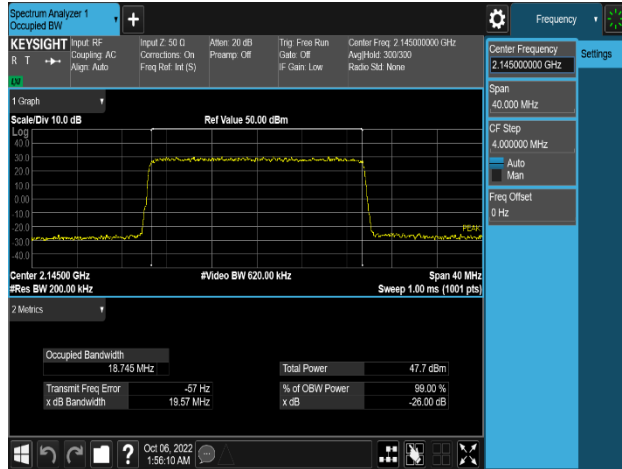 Spectrum Analyzer 1
Occupied BW
Frequency
KEYSIGHT
R T
Input: RF
Coupling: AC
Align: Auto
Input Z: 50 Ω
Corrections: On
Freq Ref: Int (S)
Atten: 20 dB
Preamp: Off
Trig: Free Run
Gate: Off
IF Gain: Low
Center Freq: 2.145000000 GHz
Avg|Hold: 300/300
Radio Std: None
Center Frequency
2.145000000 GHz
Settings
Span
40.000 MHz
CF Step
4.000000 MHz
Auto
Man
Freq Offset
0 Hz
1 Graph
Scale/Div 10.0 dB
Ref Value 50.00 dBm
Log
40.0
30.0
20.0
10.0
0.00
-10.0
-20.0
-30.0
-40.0
PEAK
Center 2.14500 GHz
#Video BW 620.00 kHz
Span 40 MHz
#Res BW 200.00 kHz
Sweep 1.00 ms (1001 pts)
2 Metrics
Occupied Bandwidth
18.745 MHz
Total Power 47.7 dBm
Transmit Freq Error -57 Hz
% of OBW Power 99.00 %
x dB Bandwidth 19.57 MHz
x dB -26.00 dB
?
Oct 06, 2022
1:56:10 AM